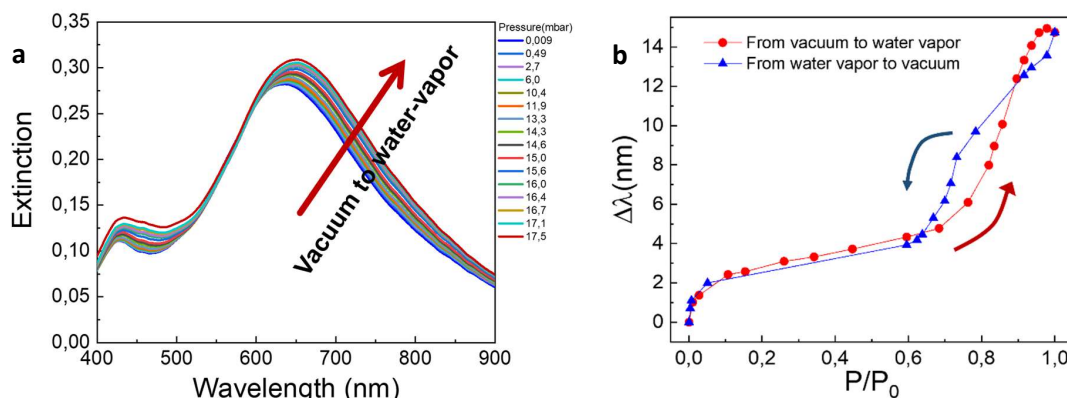 a
0,35
0,30
0,25
0,20
0,15
0,10
0,05
0,00
Extinction
400 500 600 700 800 900
Wavelength (nm)
Vacuum to water-vapor
Pressure(mbar)
0,009
0,49
2,7
6,0
10,4
11,9
13,3
14,3
14,6
15,0
15,6
16,0
16,4
16,7
17,1
17,5
b
14
12
10
8
6
4
2
0
Δλ(nm)
From vacuum to water vapor
From water vapor to vacuum
0,0 0,2 0,4 0,6 0,8 1,0
P/P0